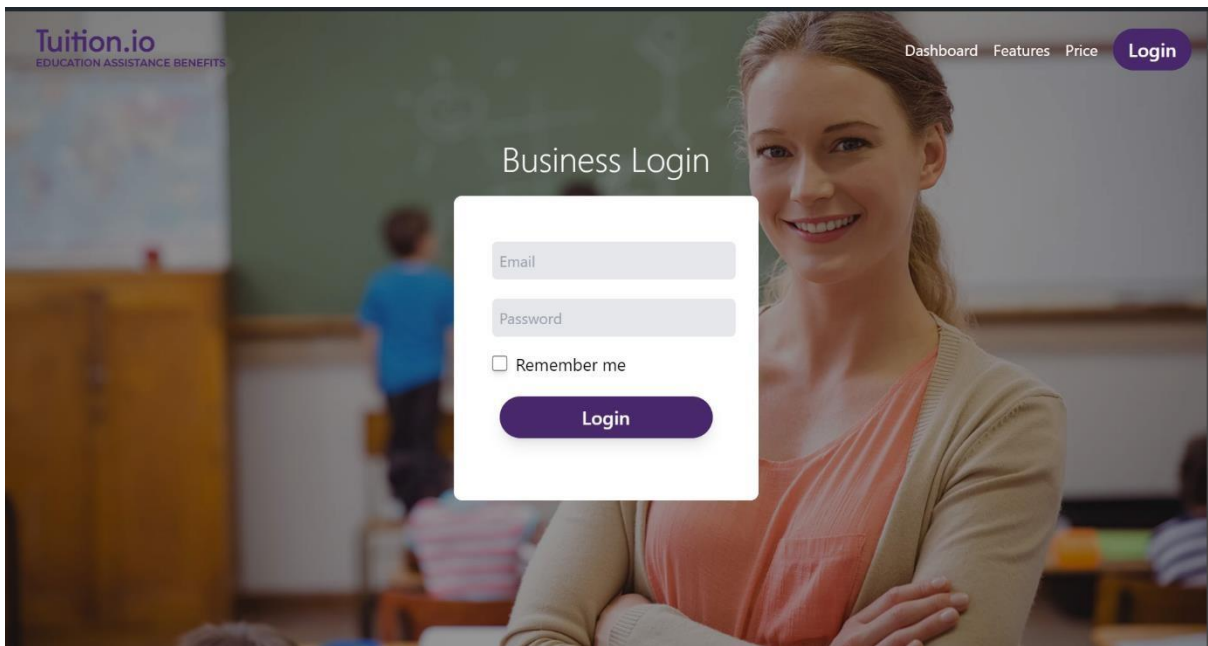 Tuition.io
EDUCATION ASSISTANCE BENEFITS
Dashboard Features Price Login
Business Login
Email
Password
Remember me
Login